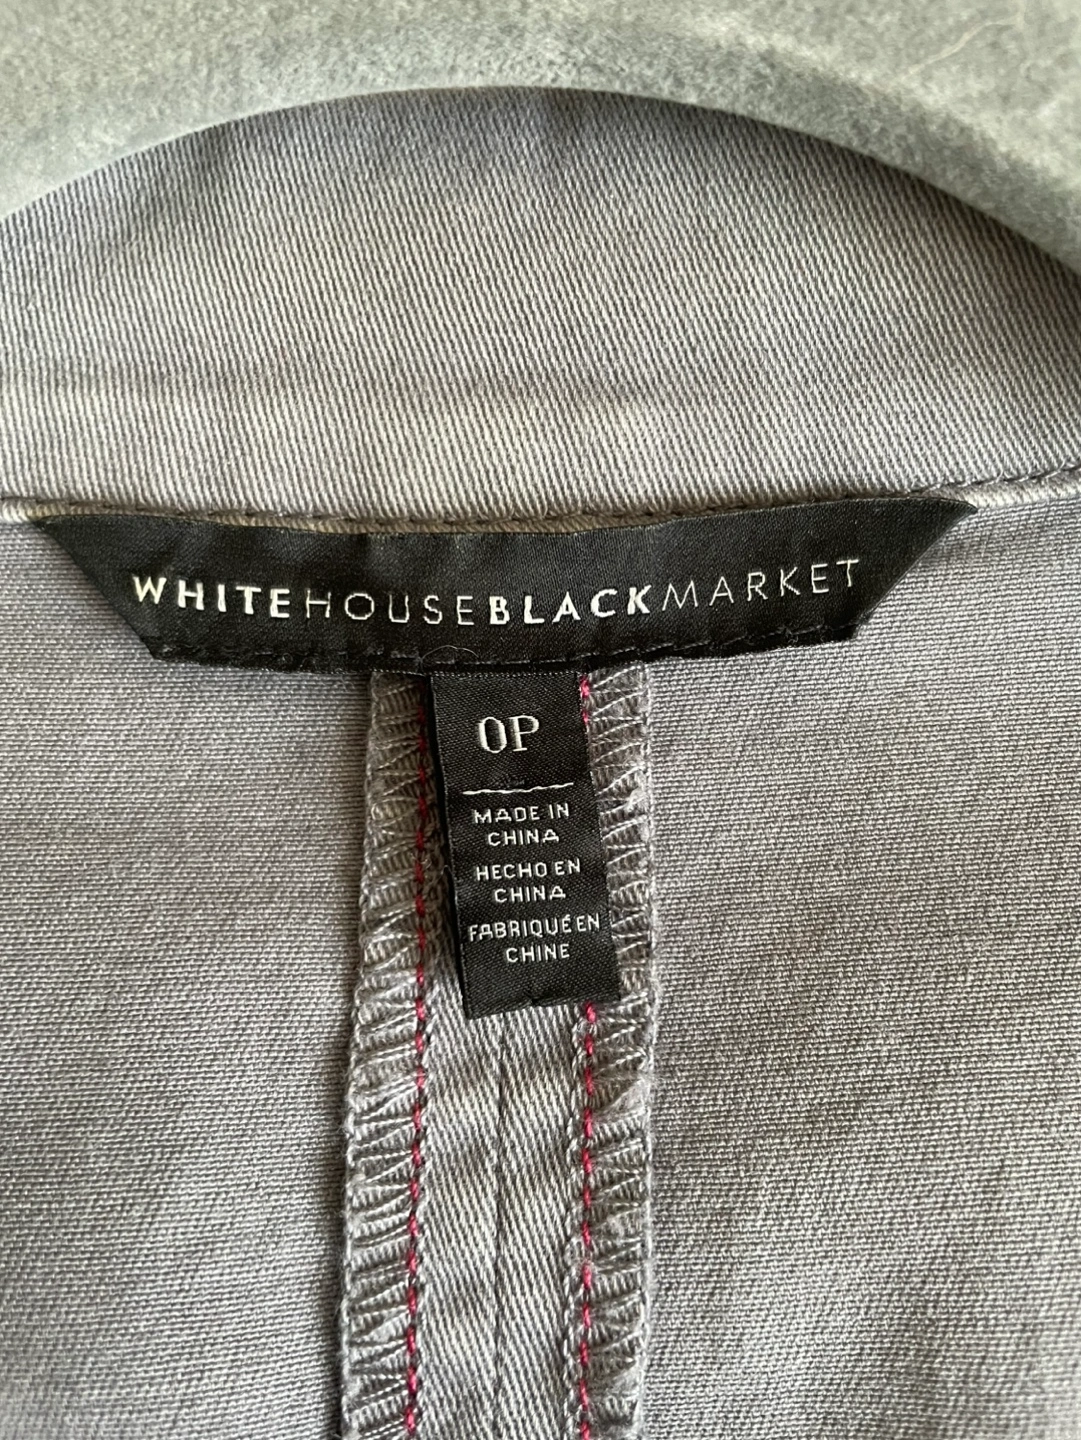 WHITEHOUSEBLACKMARKET
0P
MADE IN
CHINA
HECHO EN
CHINA
FABRIQUÉ EN
CHINE